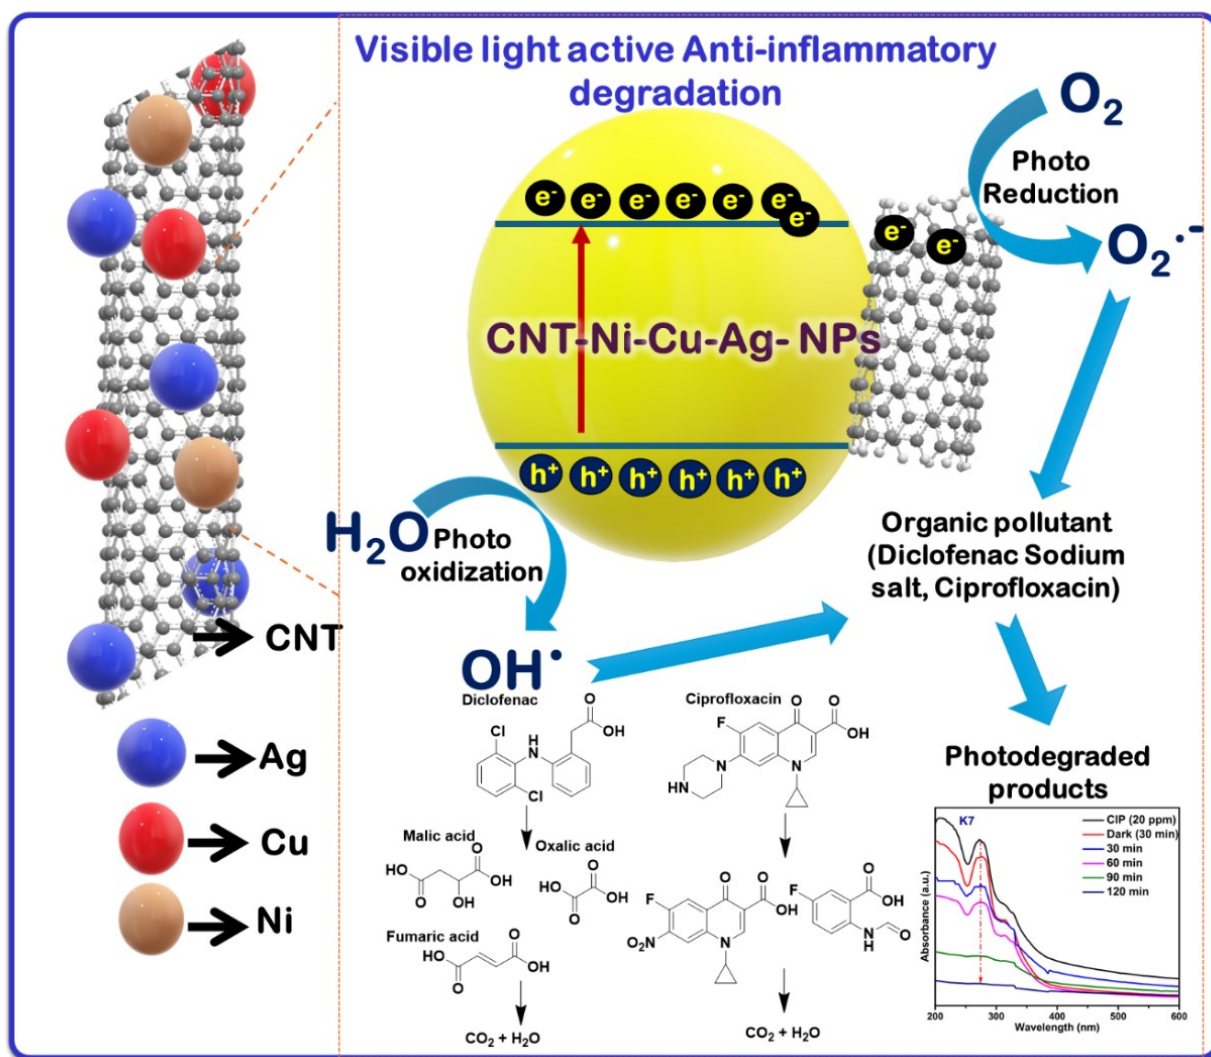 Visible light active Anti-inflammatory
degradation
O2
Photo
Reduction
O2·-
e- e- e- e- e- e- e-
e- e-
CNT-Ni-Cu-Ag- NPs
h+ h+ h+ h+ h+ h+
H2O
Photo
oxidization
OH·
Organic pollutant
(Diclofenac Sodium
salt, Ciprofloxacin)
Photodegraded
products
CNT
Ag
Cu
Ni
Diclofenac
O
OH
Cl
H
N
Cl
Ciprofloxacin
O
O
F
OH
N
N
HN
Malic acid
O
HO
OH
O
OH
Oxalic acid
O
OH
HO
O
Fumaric acid
O
HO
OH
O
CO2 + H2O
O
O
F
OH
O2N
N
O
F
OH
N
H
O
CO2 + H2O
K7
CIP (20 ppm)
Dark (30 min)
30 min
60 min
90 min
120 min
Absorbance (a.u.)
200 300 400 500 600
Wavelength (nm)